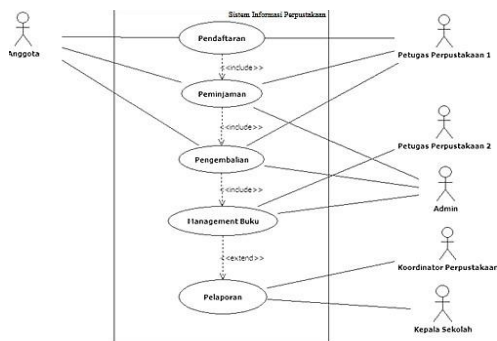 Sistem Informasi Perpustakaan
Pendaftaran
Anggota
Petugas Perpustakaan 1
<<include>>
Peminjaman
<<include>>
Petugas Perpustakaan 2
Pengembalian
<<include>>
Admin
Management Buku
<<extend>>
Koordinator Perpustakaan
Pelaporan
Kepala Sekolah